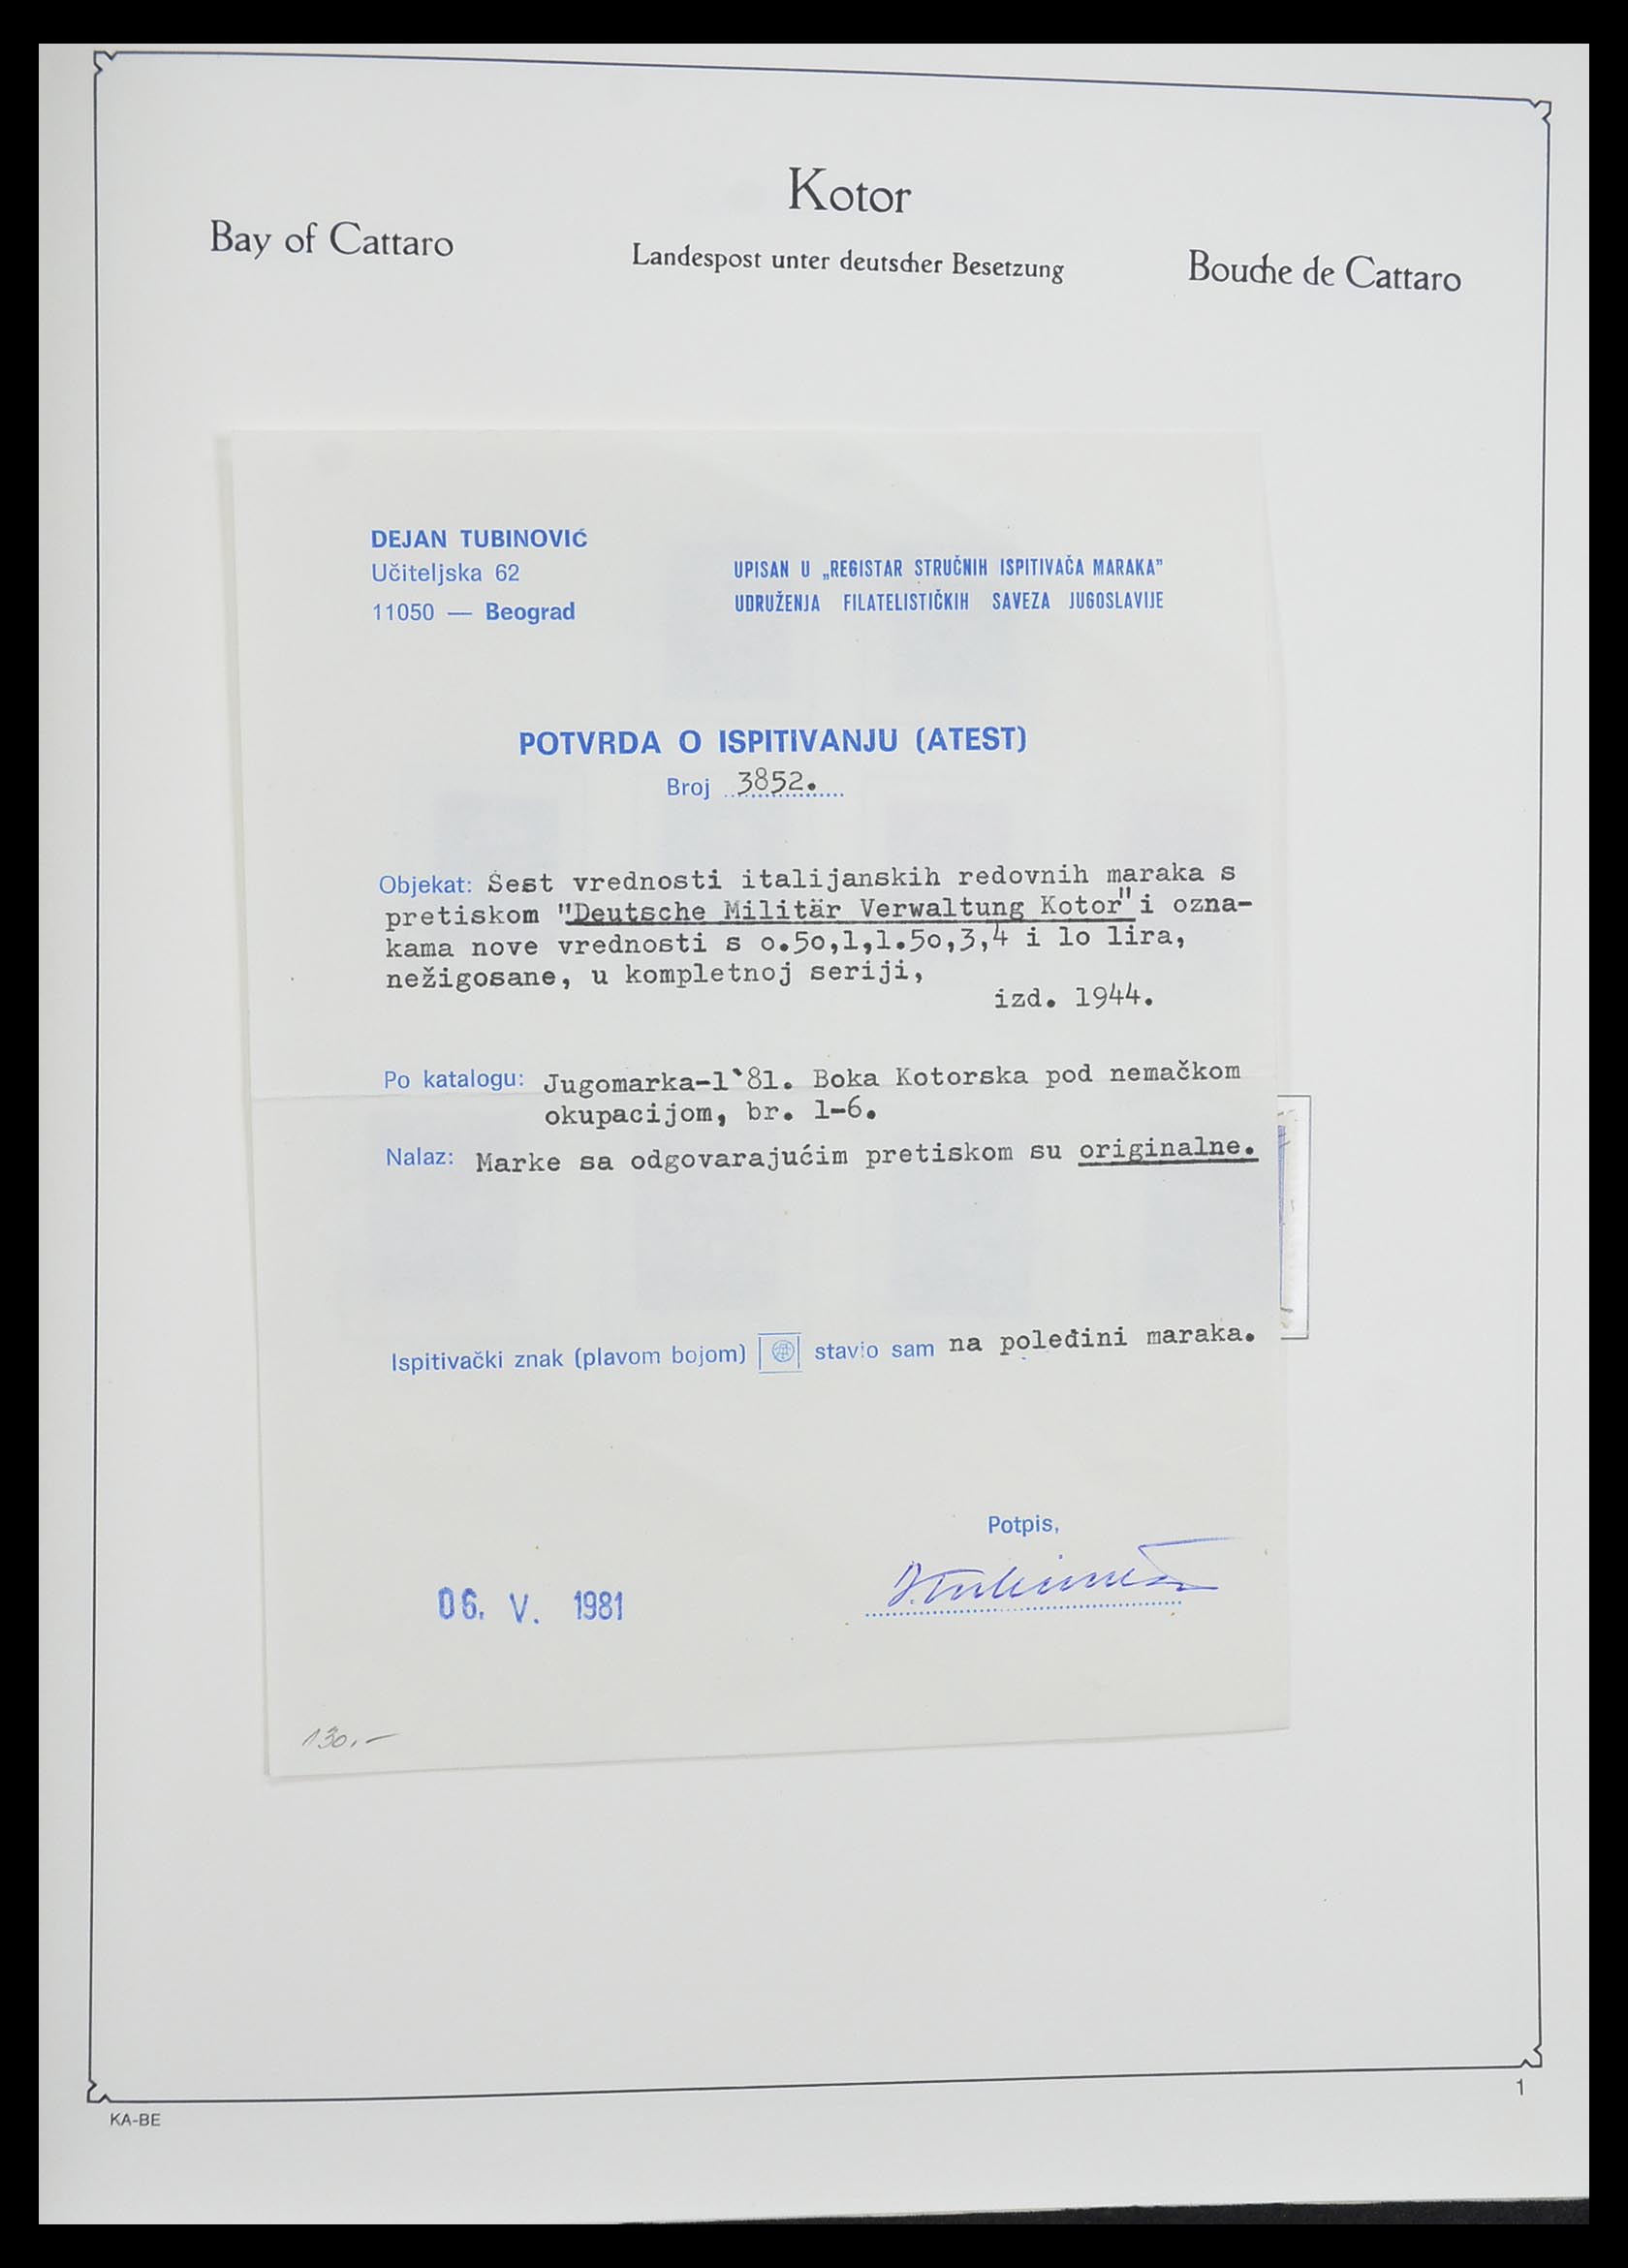 Kotor
Bay of Cattaro
Landespost unter deutscher Besetzung
Bouche de Cattaro
DEJAN TUBINOVIĆ
Učiteljska 62
11050 — Beograd
UPISAN U „REGISTAR STRUČNIH ISPITIVAČA MARAKA”
UDRUŽENJA FILATELISTIČKIH SAVEZA JUGOSLAVIJE
POTVRDA O ISPITIVANJU (ATEST)
Broj 3852.
Objekat: Šest vrednosti italijanskih redovnih maraka s
pretiskom "Deutsche Militär Verwaltung Kotor" i ozna-
kama nove vrednosti s o.5o,1,1.5o,3,4 i lo lira,
nežigosane, u kompletnoj seriji,
izd. 1944.
Po katalogu: Jugomarka-1`81. Boka Kotorska pod nemačkom
okupacijom, br. 1-6.
Nalaz: Marke sa odgovarajućim pretiskom su originalne.
Ispitivački znak (plavom bojom) stavio sam na poleđini maraka.
Potpis,
06. V. 1981
130,-
1
KA-BE